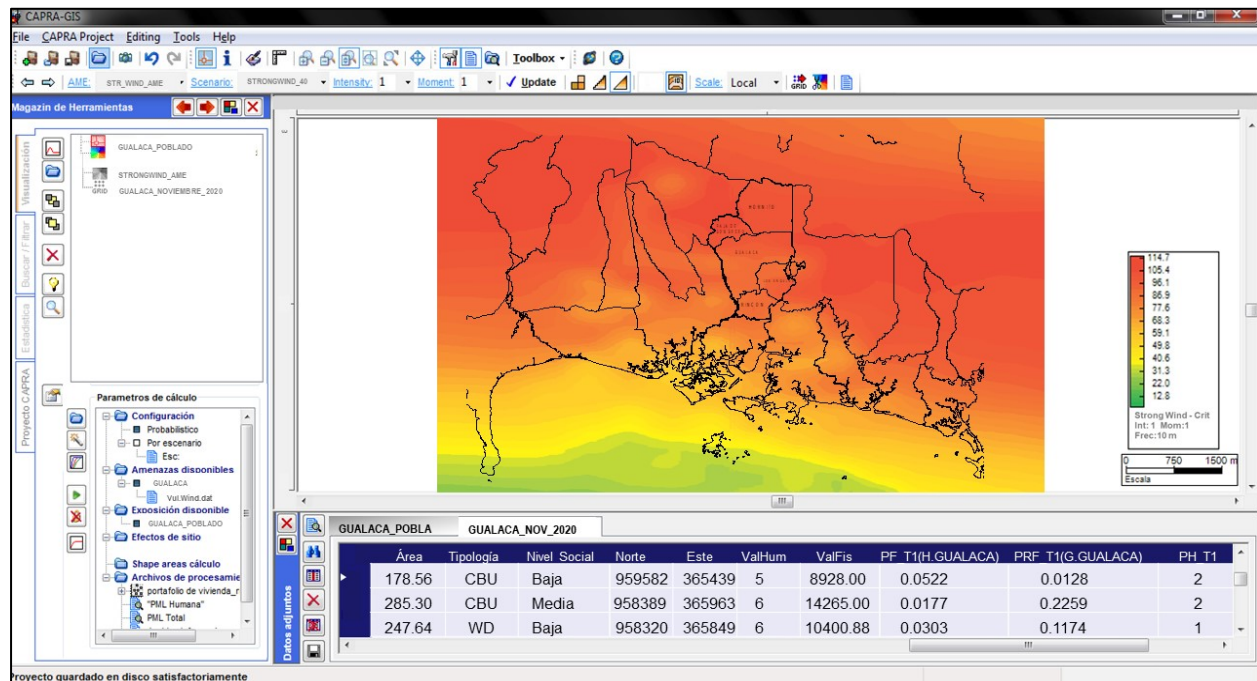 CAPRA-GIS
File CAPRA Project Editing Tools Help
Toolbox
AME: STR_WIND_AME Scenario: STRONGWIND_40 Intensity: 1 Moment: 1 Update Scale: Local GRID
Magazin de Herramientas
Visualización
Buscar / Filtrar
Estadistica
Proyecto CAPRA
GUALACA_POBLADO
STRONGWIND_AME
GRID GUALACA_NOVIEMBRE_2020
Parametros de cálculo
Configuración
Probabilistico
Por escenario
Esc:
Amenazas disponibles
GUALACA
Vul.Wind.dat
Exposición disponible
GUALACA_POBLADO
Efectos de sitio
Shape areas cálculo
Archivos de procesamie
portafolio de vivienda_r
"PML Humana"
PML Total
HORNITO
RINCON
114.7
105.4
96.1
86.9
77.6
68.3
59.1
49.8
40.6
31.3
22.0
12.8
Strong Wind - Crit
Int: 1 Mom:1
Frec:10 m
0 750 1500 m
Escala
Datos adjuntos
GUALACA_POBLA GUALACA_NOV_2020
Área Tipología Nivel Social Norte Este ValHum ValFis PF_T1(H.GUALACA) PRF_T1(G.GUALACA) PH_T1
178.56 CBU Baja 959582 365439 5 8928.00 0.0522 0.0128 2
285.30 CBU Media 958389 365963 6 14265.00 0.0177 0.2259 2
247.64 WD Baja 958320 365849 6 10400.88 0.0303 0.1174 1
Proyecto guardado en disco satisfactoriamente